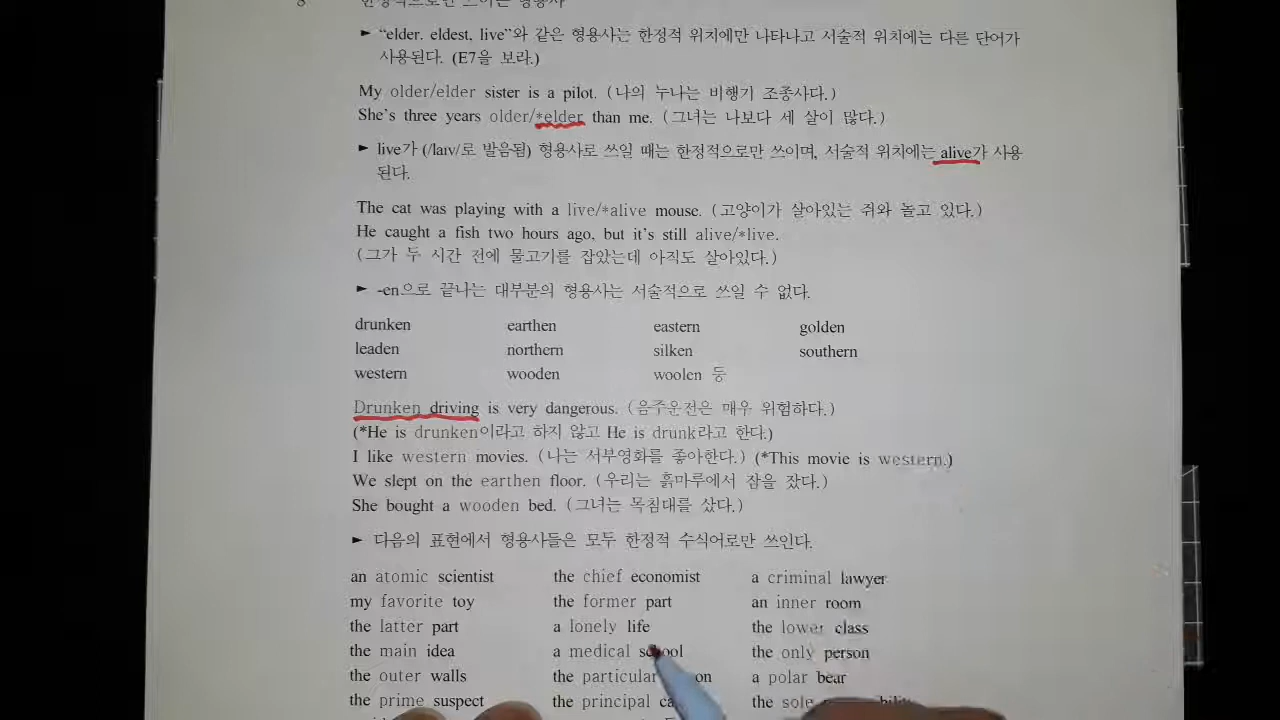 8 한정적으로만 쓰이는 형용사
► “elder, eldest, live”와 같은 형용사는 한정적 위치에만 나타나고 서술적 위치에는 다른 단어가
사용된다. (E7을 보라.)
My older/elder sister is a pilot. (나의 누나는 비행기 조종사다.)
She's three years older/*elder than me. (그녀는 나보다 세 살이 많다.)
► live가 (/laɪv/로 발음됨) 형용사로 쓰일 때는 한정적으로만 쓰이며, 서술적 위치에는 alive가 사용
된다.
The cat was playing with a live/*alive mouse. (고양이가 살아있는 쥐와 놀고 있다.)
He caught a fish two hours ago, but it's still alive/*live.
(그가 두 시간 전에 물고기를 잡았는데 아직도 살아있다.)
► -en으로 끝나는 대부분의 형용사는 서술적으로 쓰일 수 없다.
drunken earthen eastern golden
leaden northern silken southern
western wooden woolen 등
Drunken driving is very dangerous. (음주운전은 매우 위험하다.)
(*He is drunken이라고 하지 않고 He is drunk라고 한다.)
I like western movies. (나는 서부영화를 좋아한다.) (*This movie is western.)
We slept on the earthen floor. (우리는 흙마루에서 잠을 잤다.)
She bought a wooden bed. (그녀는 목침대를 샀다.)
► 다음의 표현에서 형용사들은 모두 한정적 수식어로만 쓰인다.
an atomic scientist the chief economist a criminal lawyer
my favorite toy the former part an inner room
the latter part a lonely life the lower class
the main idea a medical school the only person
the outer walls the particular a polar bear
the prime suspect the principal the sole